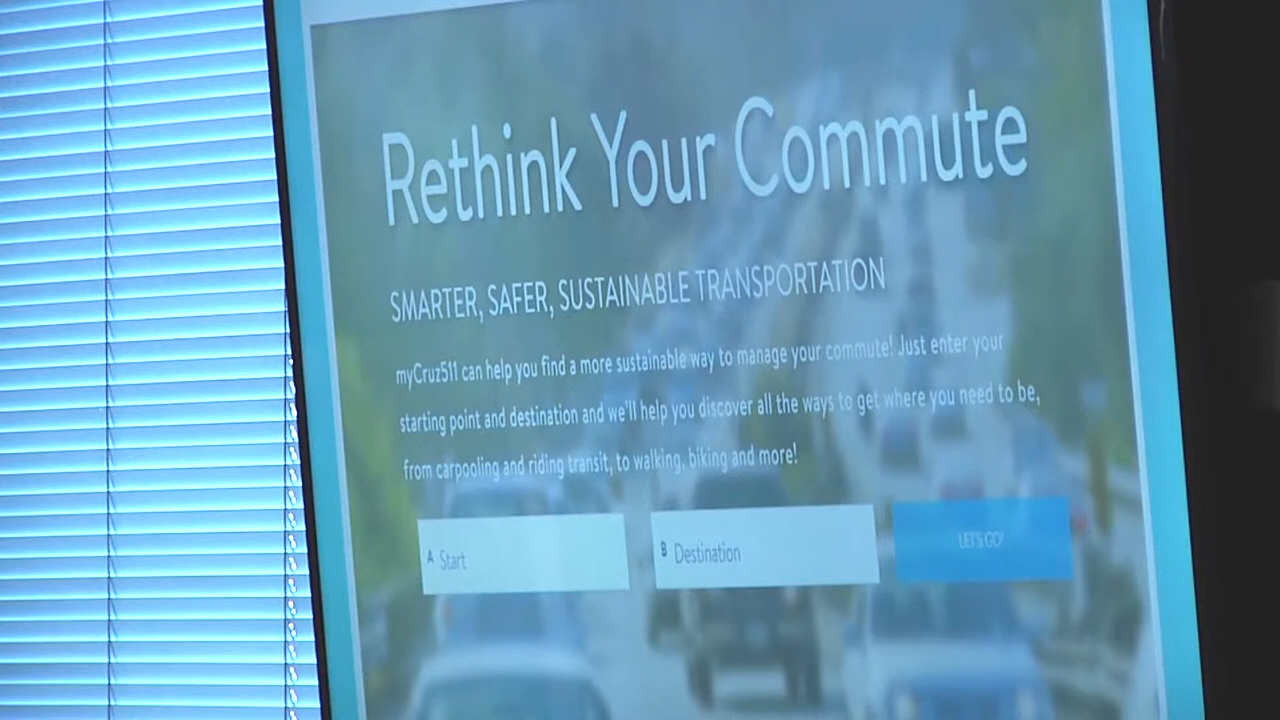 Rethink Your Commute
SMARTER, SAFER, SUSTAINABLE TRANSPORTATION
myCruz511 can help you find a more sustainable way to manage your commute! Just enter your
starting point and destination and we'll help you discover all the ways to get where you need to be,
from carpooling and riding transit, to walking, biking and more!
A Start
B Destination
LET'S GO!